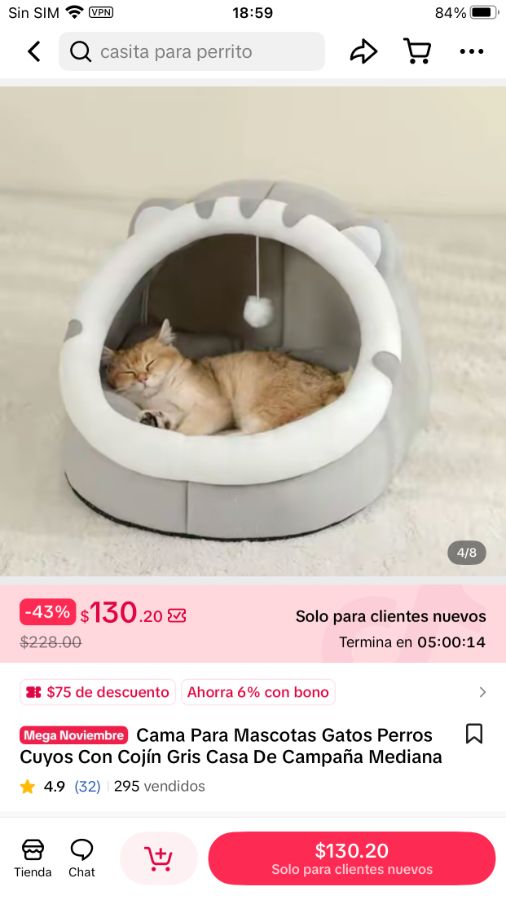 Sin SIM VPN 18:59 84%
casita para perrito
4/8
-43% $130.20 Solo para clientes nuevos
$228.00 Termina en 05:00:14
$75 de descuento Ahorra 6% con bono
Mega Noviembre Cama Para Mascotas Gatos Perros
Cuyos Con Cojín Gris Casa De Campaña Mediana
4.9 (32) 295 vendidos
$130.20
Tienda Chat Solo para clientes nuevos